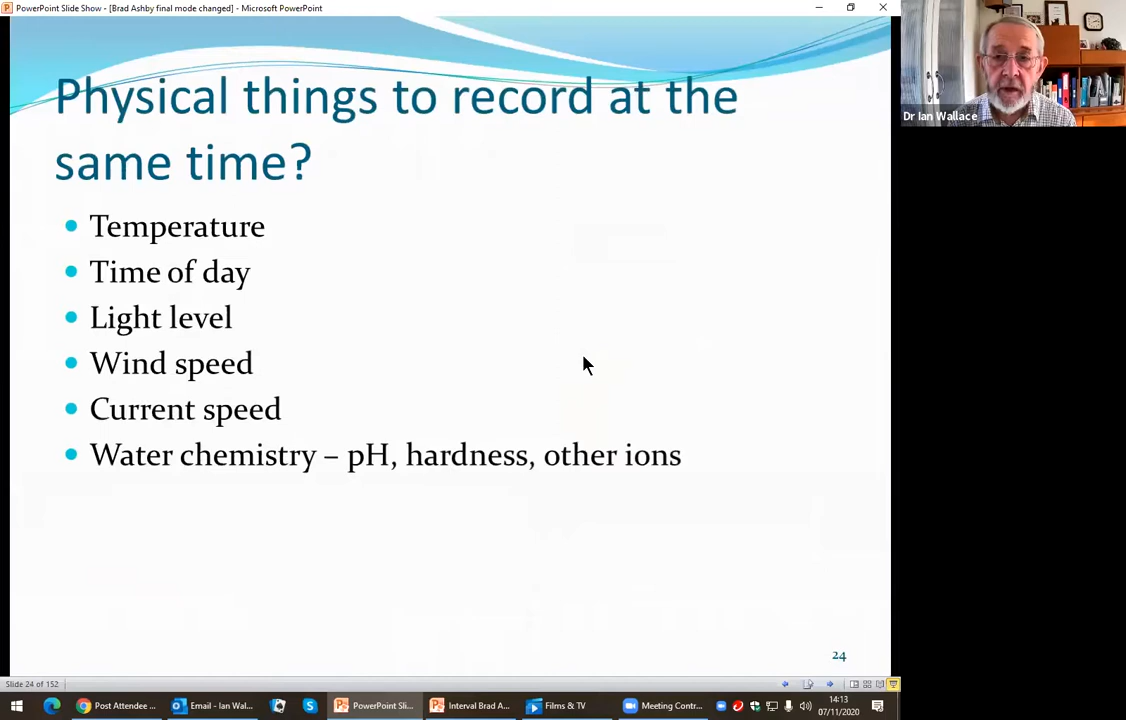 PowerPoint Slide Show - [Brad Ashby final mode changed] - Microsoft PowerPoint
Physical things to record at the
same time?
Temperature
Time of day
Light level
Wind speed
Current speed
Water chemistry – pH, hardness, other ions
24
Dr Ian Wallace
Slide 24 of 152
Post Attendee ...
Email - Ian Wal...
PowerPoint Sli...
Interval Brad A...
Films & TV
Meeting Contr...
14:13
07/11/2020